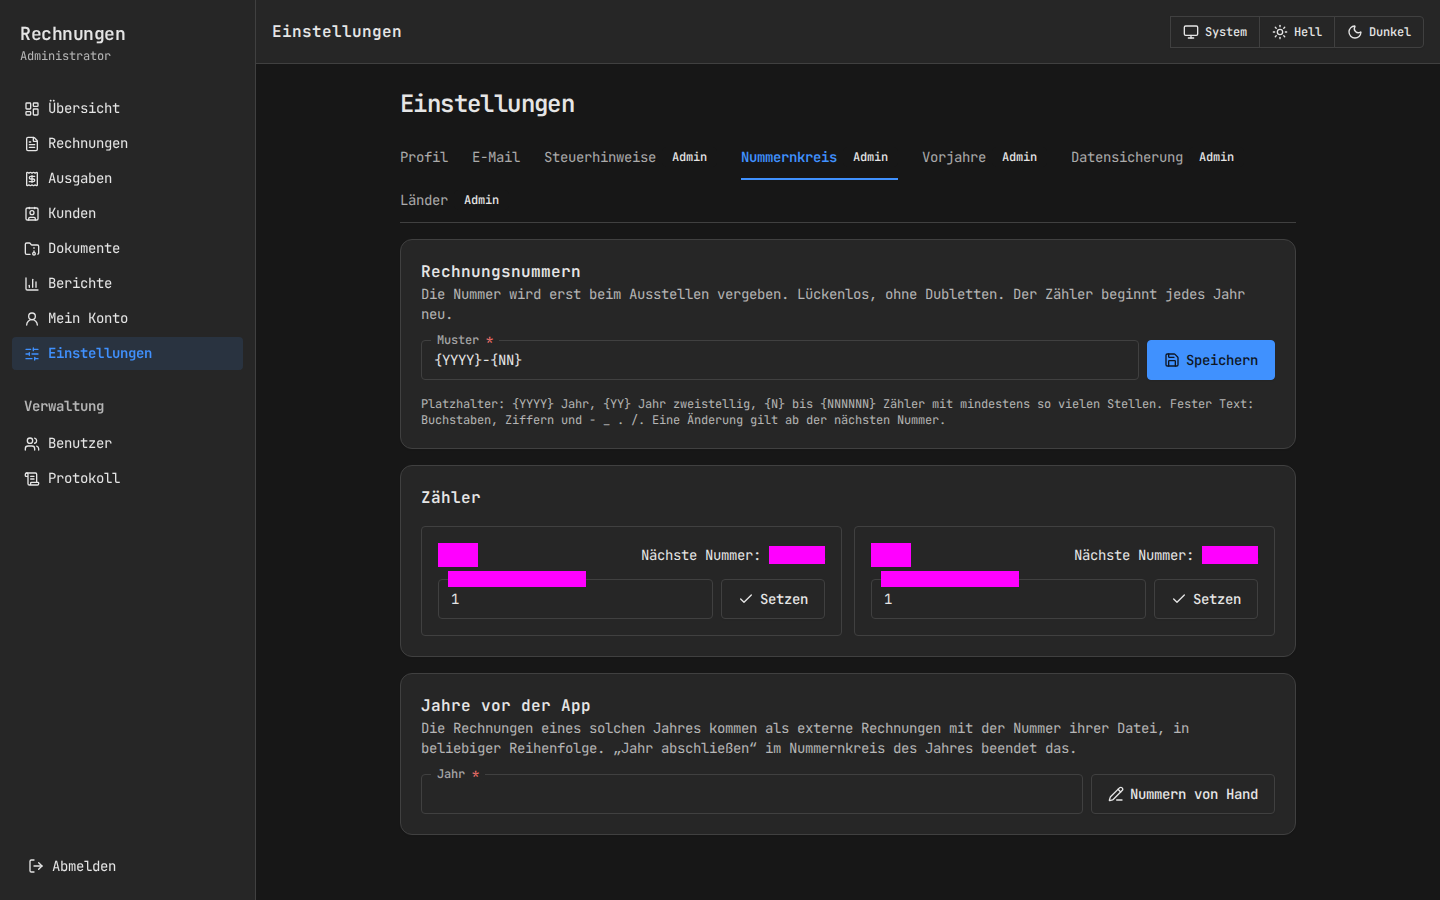 Rechnungen
Administrator
Übersicht
Rechnungen
Ausgaben
Kunden
Dokumente
Berichte
Mein Konto
Einstellungen
Verwaltung
Benutzer
Protokoll
Abmelden
Einstellungen
System Hell Dunkel
Einstellungen
Profil E-Mail Steuerhinweise Admin Nummernkreis Admin Vorjahre Admin Datensicherung Admin
Länder Admin
Rechnungsnummern
Die Nummer wird erst beim Ausstellen vergeben. Lückenlos, ohne Dubletten. Der Zähler beginnt jedes Jahr
neu.
Muster *
{YYYY}-{NN}
Speichern
Platzhalter: {YYYY} Jahr, {YY} Jahr zweistellig, {N} bis {NNNNNN} Zähler mit mindestens so vielen Stellen. Fester Text:
Buchstaben, Ziffern und - _ . /. Eine Änderung gilt ab der nächsten Nummer.
Zähler
Nächste Nummer:
1
Setzen
Nächste Nummer:
1
Setzen
Jahre vor der App
Die Rechnungen eines solchen Jahres kommen als externe Rechnungen mit der Nummer ihrer Datei, in
beliebiger Reihenfolge. „Jahr abschließen“ im Nummernkreis des Jahres beendet das.
Jahr *
Nummern von Hand